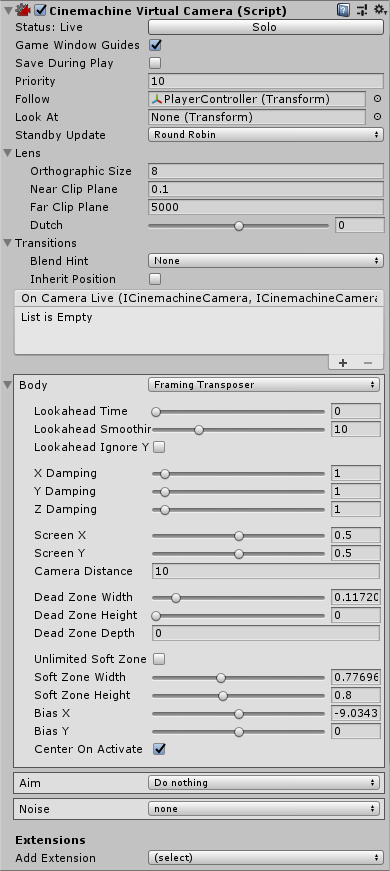 Cinemachine Virtual Camera (Script)
Status: Live Solo
Game Window Guides
Save During Play
Priority 10
Follow PlayerController (Transform)
Look At None (Transform)
Standby Update Round Robin
Lens
Orthographic Size 8
Near Clip Plane 0.1
Far Clip Plane 5000
Dutch 0
Transitions
Blend Hint None
Inherit Position
On Camera Live (ICinemachineCamera, ICinemachineCamera
List is Empty
+ −
Body Framing Transposer
Lookahead Time 0
Lookahead Smoothir 10
Lookahead Ignore Y
X Damping 1
Y Damping 1
Z Damping 1
Screen X 0.5
Screen Y 0.5
Camera Distance 10
Dead Zone Width 0.11720
Dead Zone Height 0
Dead Zone Depth 0
Unlimited Soft Zone
Soft Zone Width 0.77696
Soft Zone Height 0.8
Bias X -9.0343
Bias Y 0
Center On Activate
Aim Do nothing
Noise none
Extensions
Add Extension (select)